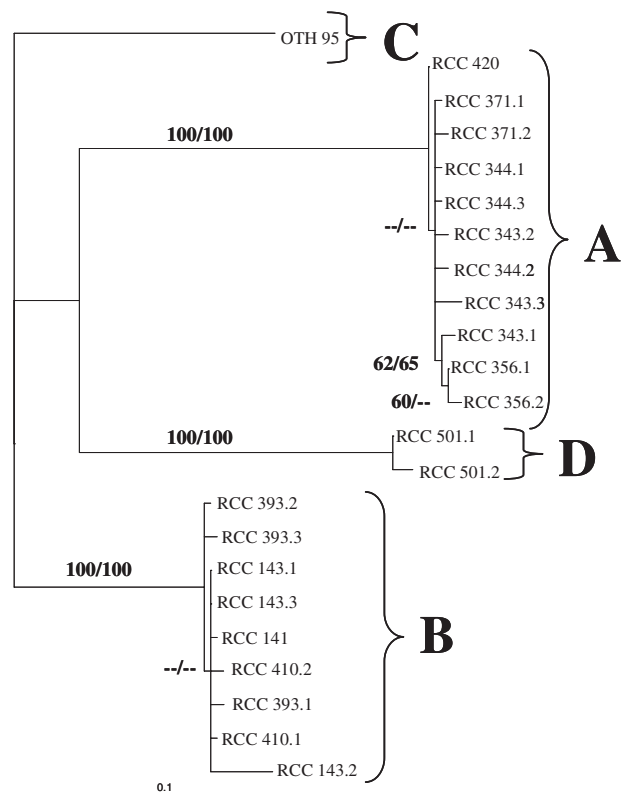 OTH 95
C
RCC 420
RCC 371.1
100/100
RCC 371.2
RCC 344.1
RCC 344.3
--/--
RCC 343.2
A
RCC 344.2
RCC 343.3
RCC 343.1
62/65
RCC 356.1
60/--
RCC 356.2
100/100
RCC 501.1
D
RCC 501.2
RCC 393.2
RCC 393.3
100/100
RCC 143.1
RCC 143.3
RCC 141
B
--/--
RCC 410.2
RCC 393.1
RCC 410.1
RCC 143.2
0.1